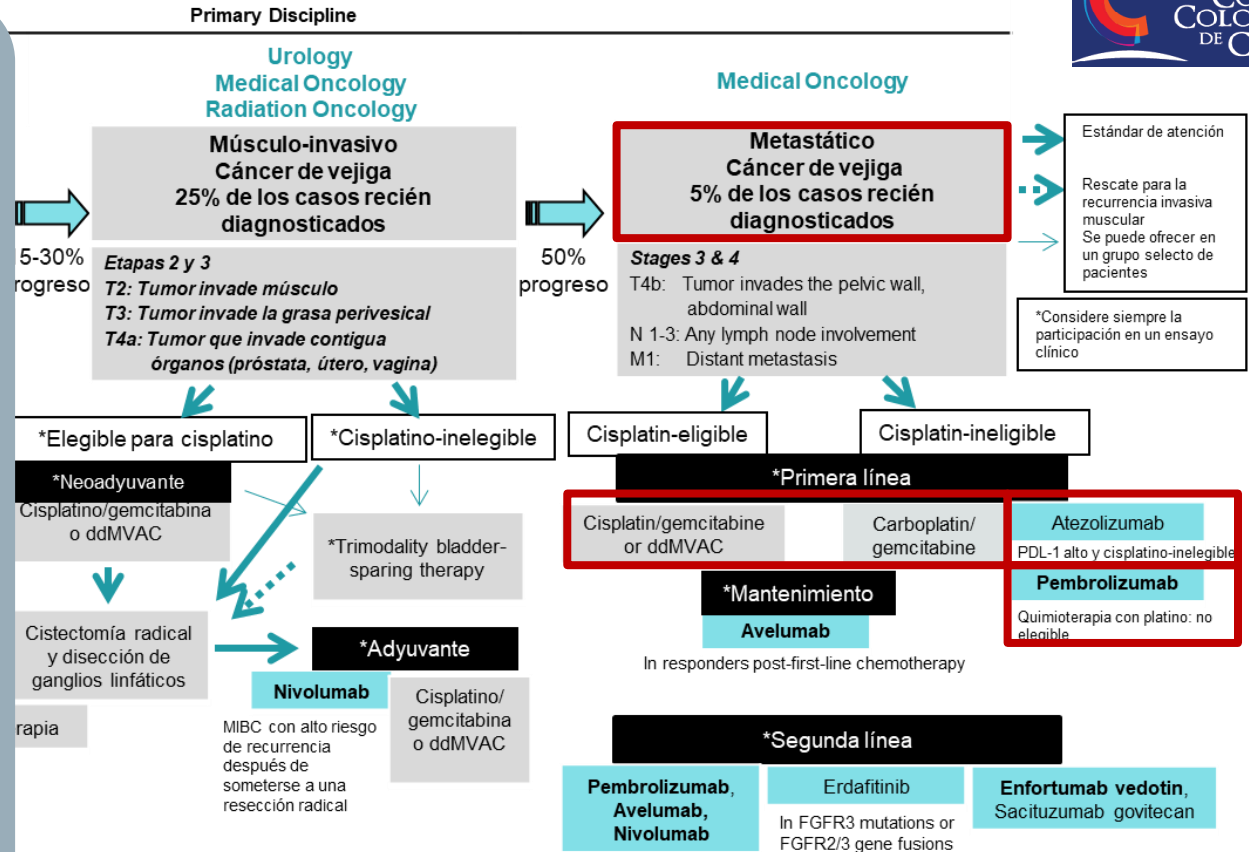 Primary Discipline
COLO
DE C
Urology
Medical Oncology
Radiation Oncology
Músculo-invasivo
Cáncer de vejiga
25% de los casos recién
diagnosticados
5-30%
rogreso
Etapas 2 y 3
T2: Tumor invade músculo
T3: Tumor invade la grasa perivesical
T4a: Tumor que invade contigua
órganos (próstata, útero, vagina)
50%
progreso
Medical Oncology
Metastático
Cáncer de vejiga
5% de los casos recién
diagnosticados
Stages 3 & 4
T4b: Tumor invades the pelvic wall,
abdominal wall
N 1-3: Any lymph node involvement
M1: Distant metastasis
Estándar de atención
Rescate para la
recurrencia invasiva
muscular
Se puede ofrecer en
un grupo selecto de
pacientes
*Considere siempre la
participación en un ensayo
clínico
*Elegible para cisplatino
*Cisplatino-inelegible
*Neoadyuvante
Cisplatino/gemcitabina
o ddMVAC
*Trimodality bladder-
sparing therapy
Cistectomía radical
y disección de
ganglios linfáticos
rapia
*Adyuvante
Nivolumab
MIBC con alto riesgo
de recurrencia
después de
someterse a una
resección radical
Cisplatino/
gemcitabina
o ddMVAC
Cisplatin-eligible
Cisplatin-ineligible
*Primera línea
Cisplatin/gemcitabine
or ddMVAC
Carboplatin/
gemcitabine
Atezolizumab
PDL-1 alto y cisplatino-inelegible
Pembrolizumab
Quimioterapia con platino: no
elegible
*Mantenimiento
Avelumab
In responders post-first-line chemotherapy
*Segunda línea
Pembrolizumab,
Avelumab,
Nivolumab
Erdafitinib
In FGFR3 mutations or
FGFR2/3 gene fusions
Enfortumab vedotin,
Sacituzumab govitecan